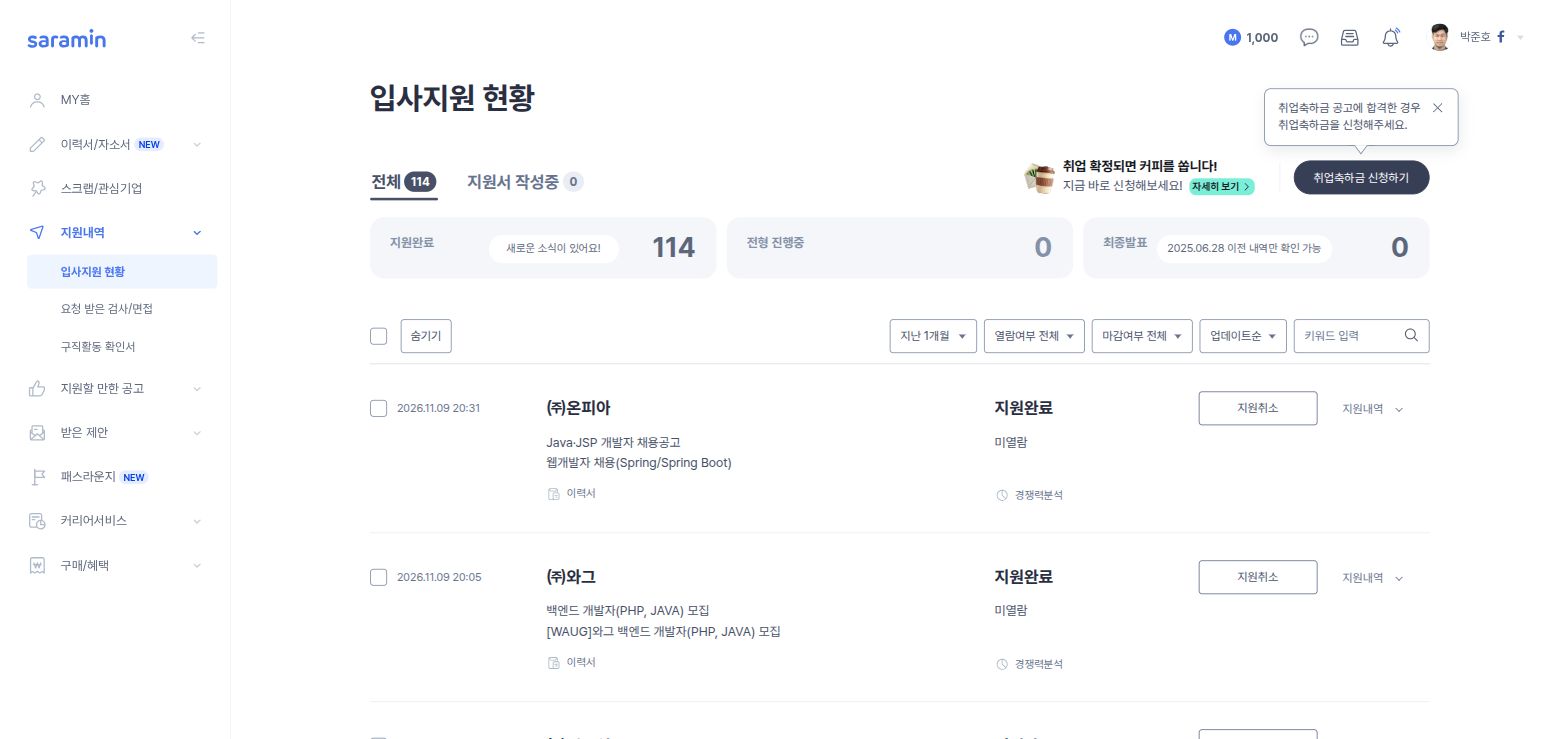 saramin
M 1,000
박준호
MY홈
이력서/자소서 NEW
스크랩/관심기업
지원내역
입사지원 현황
요청 받은 검사/면접
구직활동 확인서
지원할 만한 공고
받은 제안
패스라운지 NEW
커리어서비스
구매/혜택
입사지원 현황
취업축하금 공고에 합격한 경우
취업축하금을 신청해주세요.
전체 114
지원서 작성중 0
취업 확정되면 커피를 쏩니다!
지금 바로 신청해보세요! 자세히 보기
취업축하금 신청하기
지원완료 새로운 소식이 있어요! 114
전형 진행중 0
최종발표 2025.06.28 이전 내역만 확인 가능 0
숨기기
지난 1개월
열람여부 전체
마감여부 전체
업데이트순
키워드 입력
2026.11.09 20:31
(주)온피아
Java·JSP 개발자 채용공고
웹개발자 채용(Spring/Spring Boot)
이력서
지원완료
미열람
경쟁력분석
지원취소
지원내역
2026.11.09 20:05
(주)와그
백엔드 개발자(PHP, JAVA) 모집
[WAUG]와그 백엔드 개발자(PHP, JAVA) 모집
이력서
지원완료
미열람
경쟁력분석
지원취소
지원내역